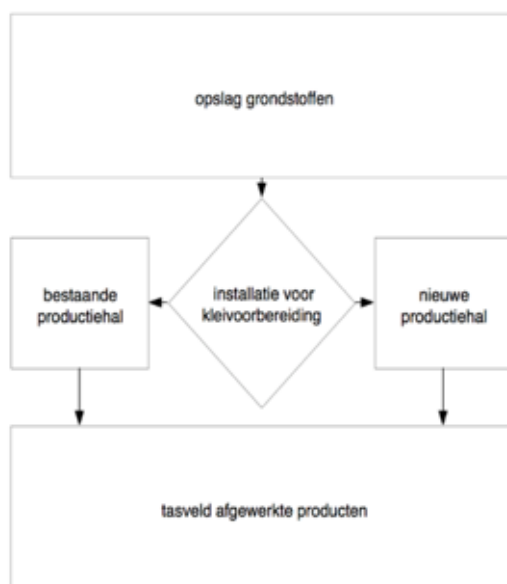 opslag grondstoffen
bestaande
productiehal
installatie voor
kleivoorbereiding
nieuwe
productiehal
tasveld afgewerkte producten